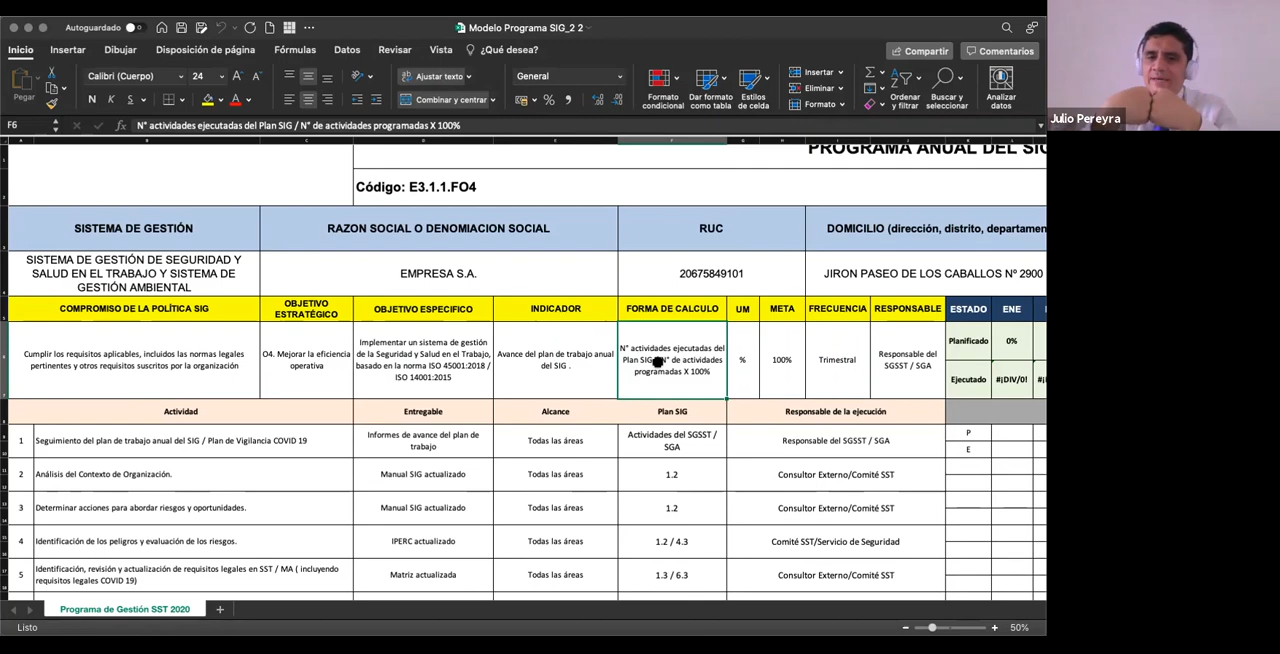 Autoguardado
Modelo Programa SIG_2 2
Inicio Insertar Dibujar Disposición de página Fórmulas Datos Revisar Vista ¿Qué desea?
Compartir Comentarios
Pegar
Calibri (Cuerpo) 24
N K S
Ajustar texto
Combinar y centrar
General
Formato condicional
Dar formato como tabla
Estilos de celda
Insertar
Eliminar
Formato
Ordenar y filtrar
Buscar y seleccionar
Analizar datos
Julio Pereyra
F6 fx N° actividades ejecutadas del Plan SIG / N° de actividades programadas X 100%
PROGRAMA ANUAL DEL SIG
Código: E3.1.1.FO4
SISTEMA DE GESTIÓN RAZON SOCIAL O DENOMIACION SOCIAL RUC DOMICILIO (dirección, distrito, departamen
SISTEMA DE GESTIÓN DE SEGURIDAD Y
SALUD EN EL TRABAJO Y SISTEMA DE
GESTIÓN AMBIENTAL
EMPRESA S.A. 20675849101 JIRON PASEO DE LOS CABALLOS Nº 2900
COMPROMISO DE LA POLÍTICA SIG OBJETIVO ESTRATÉGICO OBJETIVO ESPECIFICO INDICADOR FORMA DE CALCULO UM META FRECUENCIA RESPONSABLE ESTADO ENE
Cumplir los requisitos aplicables, incluidos las normas legales
pertinentes y otros requisitos suscritos por la organización
O4. Mejorar la eficiencia
operativa
Implementar un sistema de gestión
de la Seguridad y Salud en el Trabajo,
basado en la norma ISO 45001:2018 /
ISO 14001:2015
Avance del plan de trabajo anual
del SIG .
N° actividades ejecutadas del
Plan SIG N° de actividades
programadas X 100%
% 100% Trimestral
Responsable del
SGSST / SGA
Planificado 0%
Ejecutado #¡DIV/0!
Actividad Entregable Alcance Plan SIG Responsable de la ejecución
1 Seguimiento del plan de trabajo anual del SIG / Plan de Vigilancia COVID 19 Informes de avance del plan de trabajo Todas las áreas Actividades del SGSST / SGA Responsable del SGSST / SGA P
E
2 Análisis del Contexto de Organización. Manual SIG actualizado Todas las áreas 1.2 Consultor Externo/Comité SST
3 Determinar acciones para abordar riesgos y oportunidades. Manual SIG actualizado Todas las áreas 1.2 Consultor Externo/Comité SST
4 Identificación de los peligros y evaluación de los riesgos. IPERC actualizado Todas las áreas 1.2 / 4.3 Comité SST/Servicio de Seguridad
5 Identificación, revisión y actualización de requisitos legales en SST / MA ( incluyendo requisitos legales COVID 19) Matriz actualizada Todas las áreas 1.3 / 6.3 Consultor Externo/Comité SST
Programa de Gestión SST 2020
Listo 50%